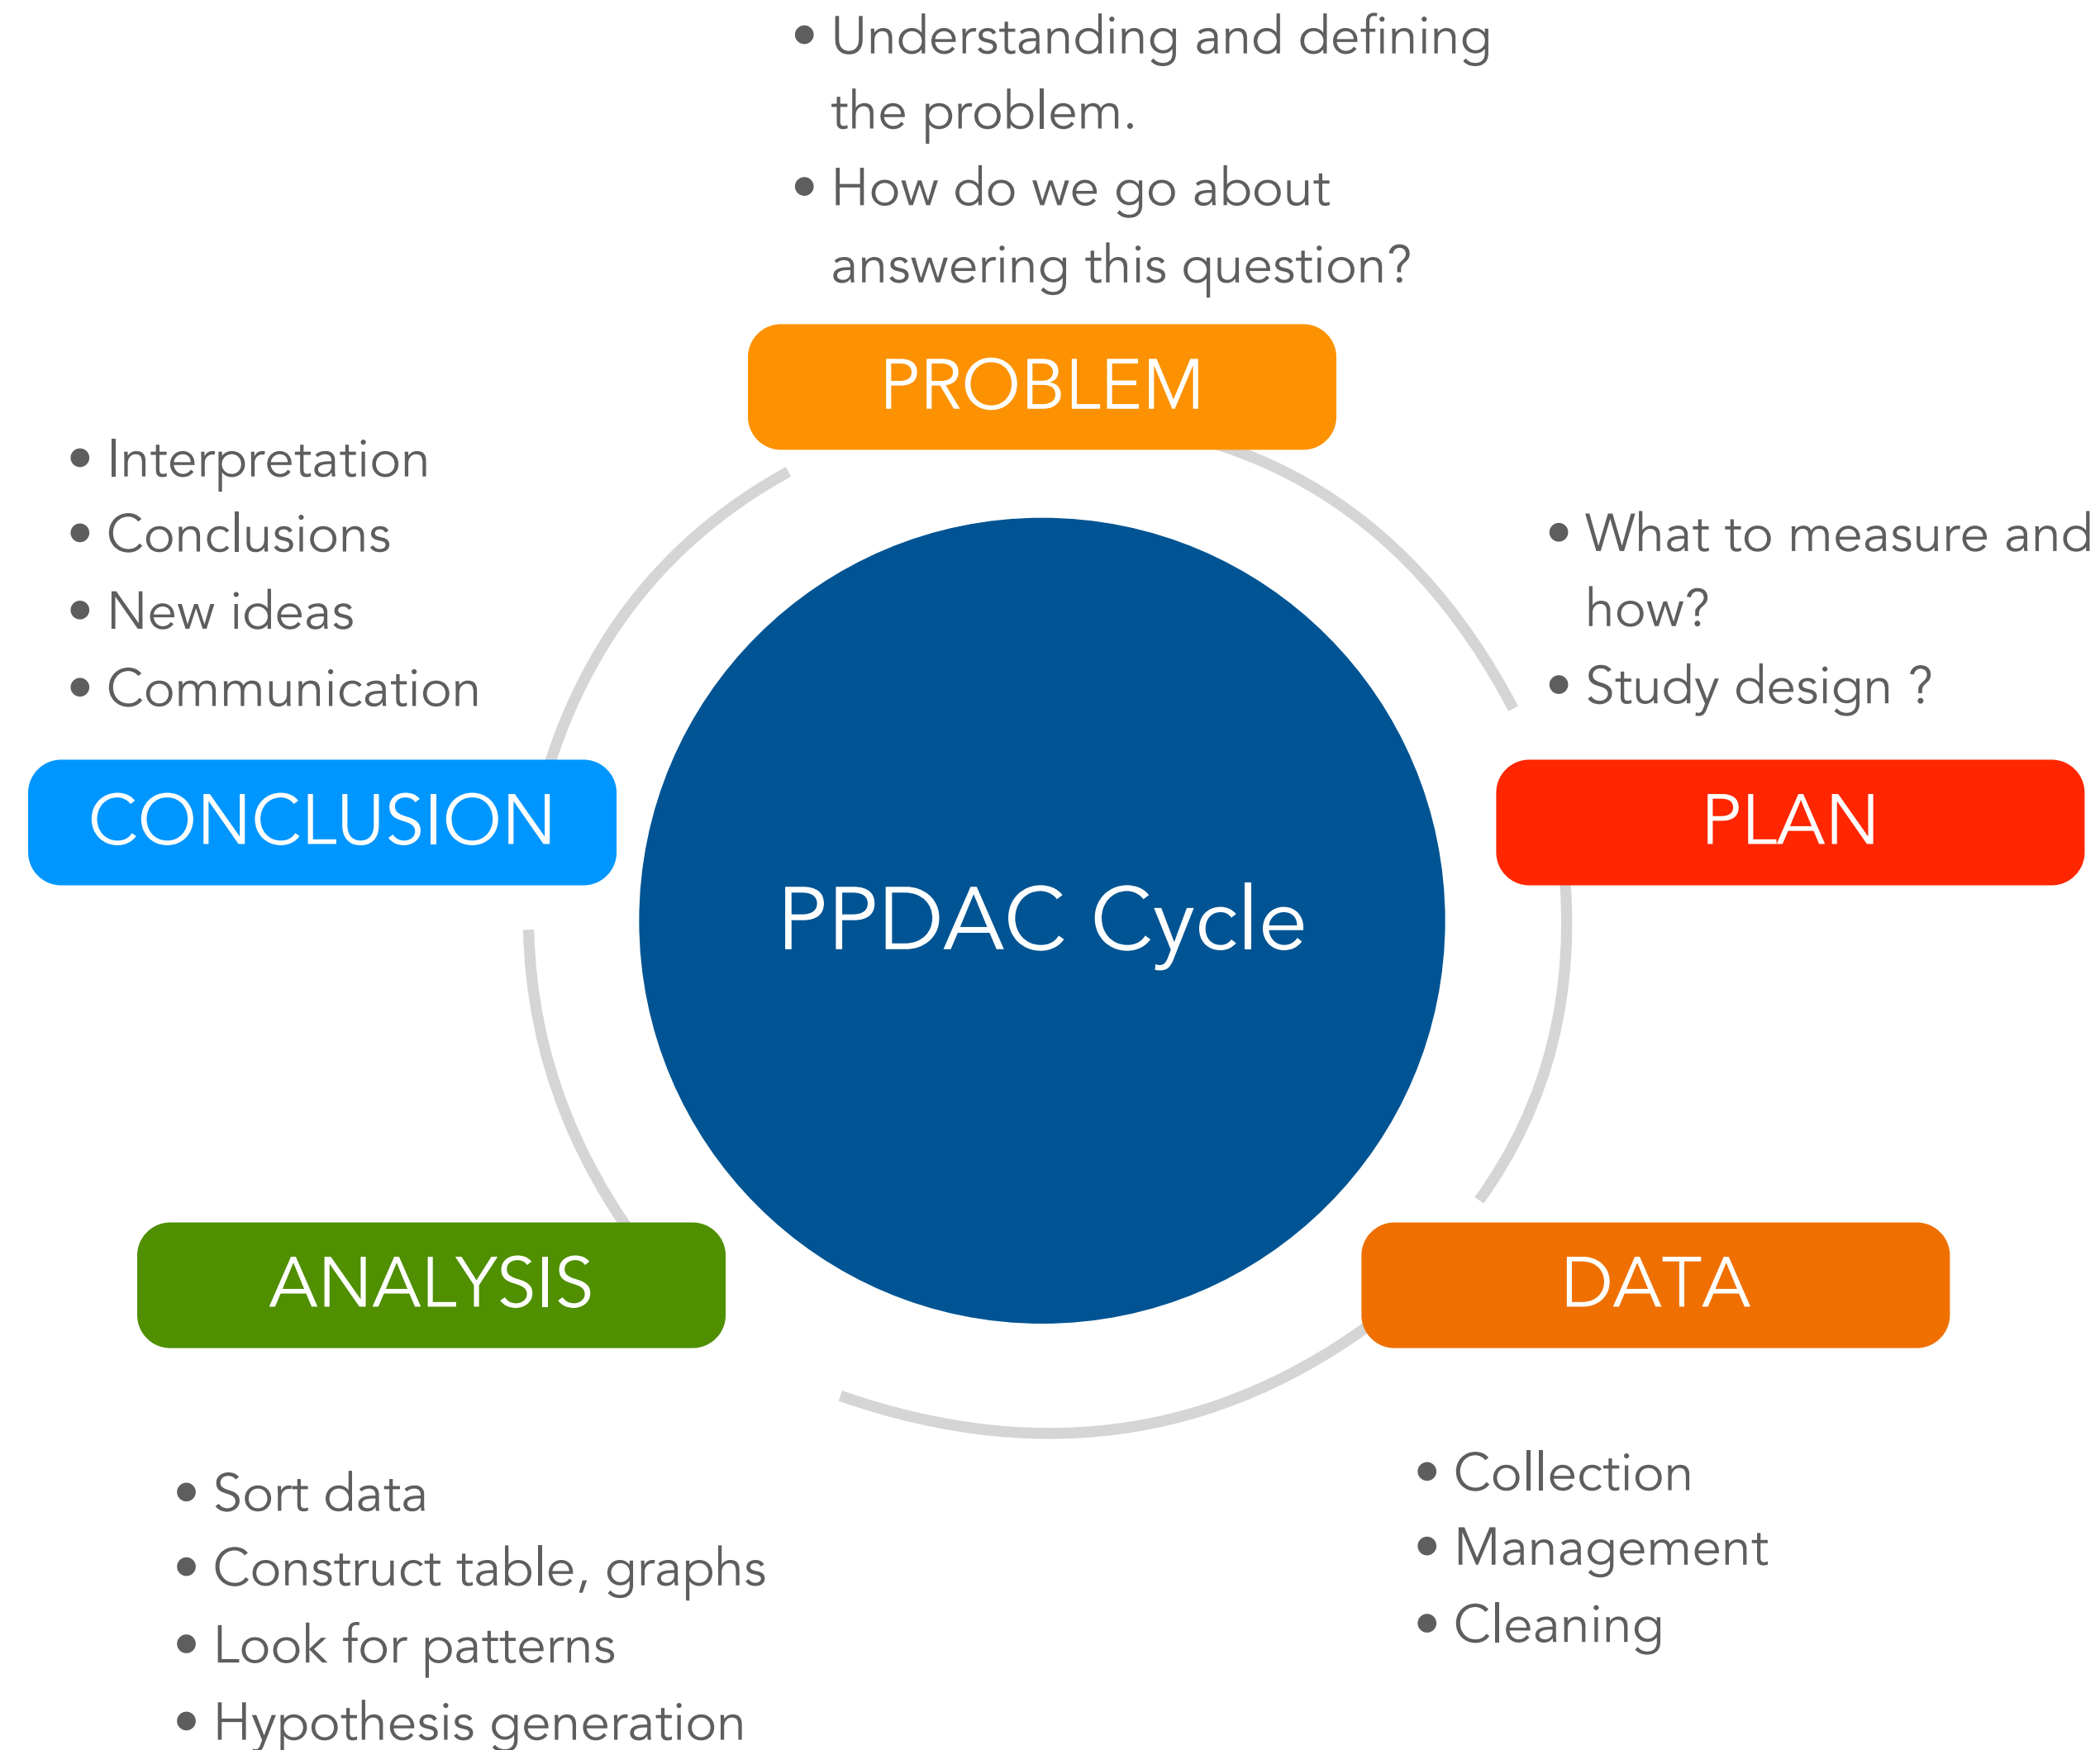 • Understanding and defining
the problem.
• How do we go about
answering this question?
PROBLEM
• Interpretation
• Conclusions
• New ideas
• Communication
CONCLUSION
• What to measure and
how?
• Study design ?
PLAN
PPDAC Cycle
ANALYSIS
• Sort data
• Construct table, graphs
• Look for patterns
• Hypothesis generation
DATA
• Collection
• Management
• Cleaning